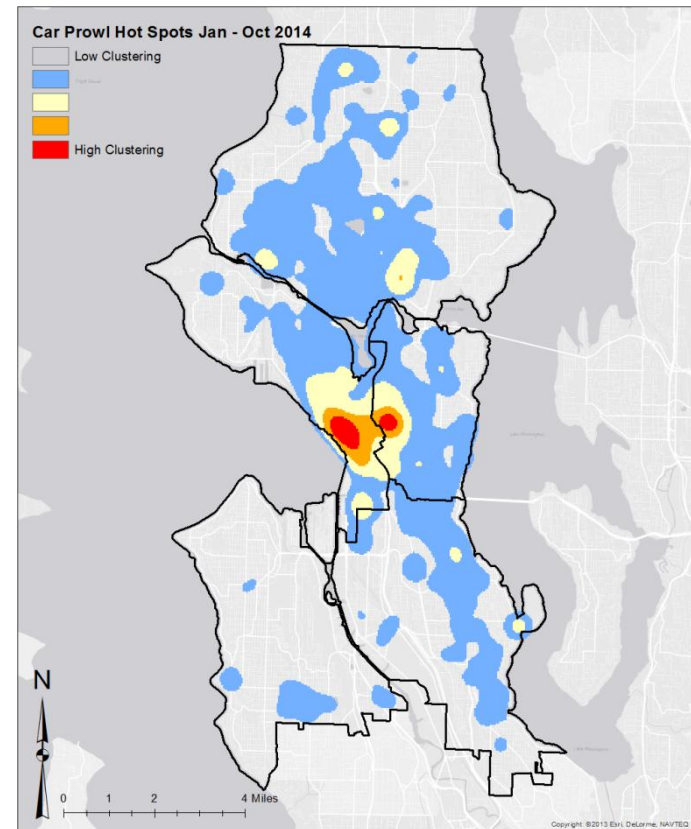 Car Prowl Hot Spots Jan - Oct 2014
Low Clustering
High Clustering
N
0 1 2 4 Miles
Copyright: ©2013 Esri, DeLorme, NAVTEQ